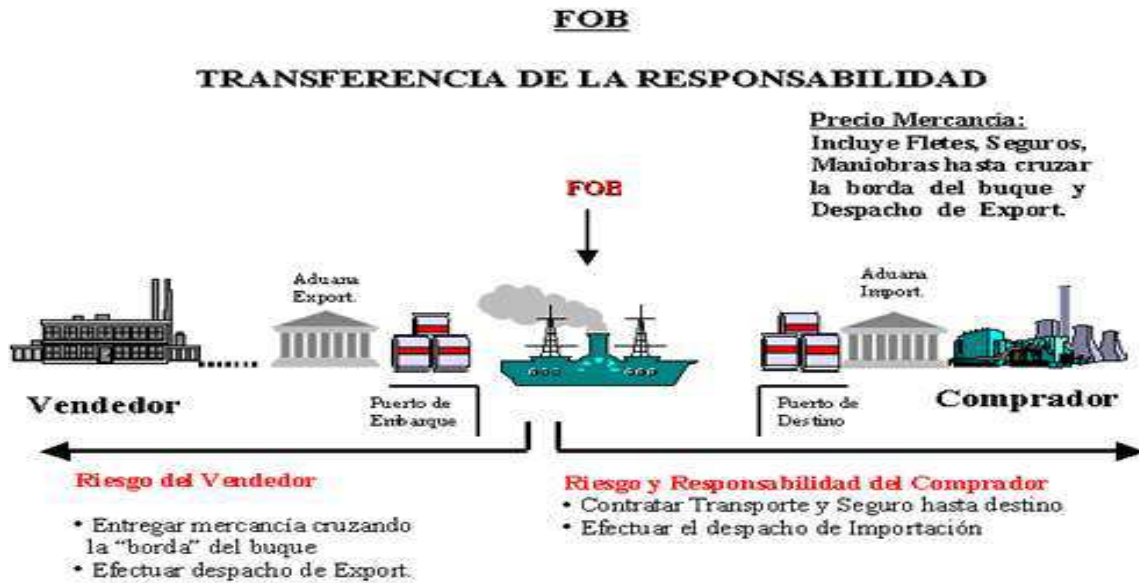 FOB
TRANSFERENCIA DE LA RESPONSABILIDAD
Precio Mercancía:
Incluye Fletes, Seguros,
Maniobras hasta cruzar
la borda del buque y
Despacho de Export.
FOB
Aduana
Export.
Aduana
Import.
Vendedor
Puerto de
Embarque
Puerto de
Destino
Comprador
Riesgo del Vendedor
• Entregar mercancía cruzando
la "borda" del buque
• Efectuar despacho de Export.
Riesgo y Responsabilidad del Comprador
• Contratar Transporte y Seguro hasta destino
• Efectuar el despacho de Importación